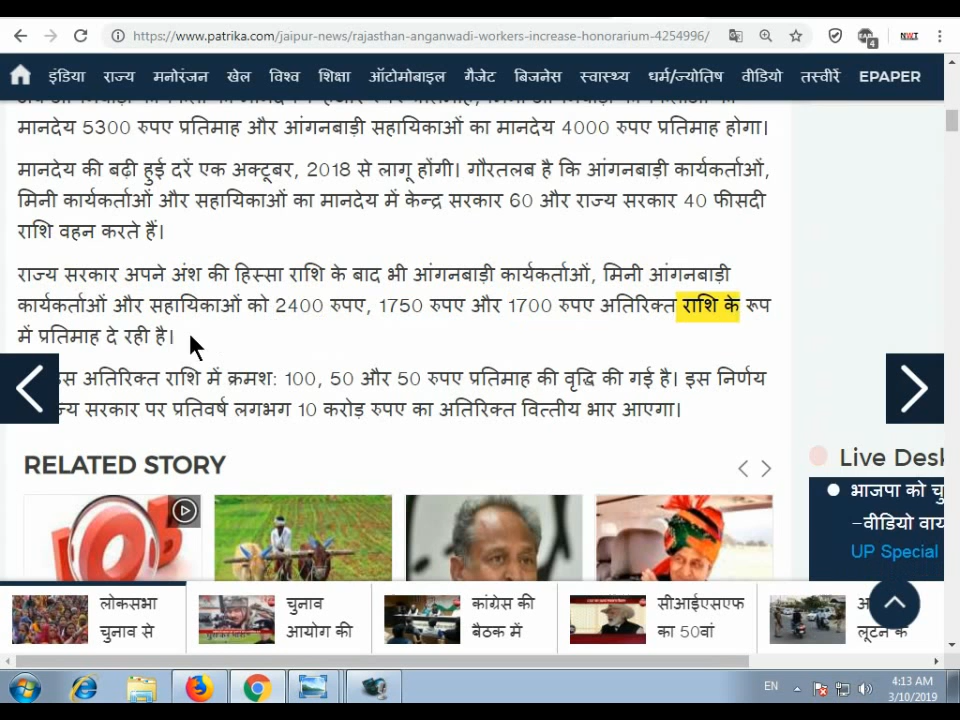 https://www.patrika.com/jaipur-news/rajasthan-anganwadi-workers-increase-honorarium-4254996/
4
NWT
इंडिया राज्य मनोरंजन खेल विश्व शिक्षा ऑटोमोबाइल गैजेट बिजनेस स्वास्थ्य धर्म/ज्योतिष वीडियो तस्वीरें EPAPER
मानदेय 5300 रुपए प्रतिमाह और आंगनबाड़ी सहायिकाओं का मानदेय 4000 रुपए प्रतिमाह होगा।
मानदेय की बढ़ी हुई दरें एक अक्टूबर, 2018 से लागू होंगी। गौरतलब है कि आंगनबाड़ी कार्यकर्ताओं,
मिनी कार्यकर्ताओं और सहायिकाओं का मानदेय में केन्द्र सरकार 60 और राज्य सरकार 40 फीसदी
राशि वहन करते हैं।
राज्य सरकार अपने अंश की हिस्सा राशि के बाद भी आंगनबाड़ी कार्यकर्ताओं, मिनी आंगनबाड़ी
कार्यकर्ताओं और सहायिकाओं को 2400 रुपए, 1750 रुपए और 1700 रुपए अतिरिक्त राशि के रूप
में प्रतिमाह दे रही है।
अतिरिक्त राशि में क्रमश: 100, 50 और 50 रुपए प्रतिमाह की वृद्धि की गई है। इस निर्णय
सरकार पर प्रतिवर्ष लगभग 10 करोड़ रुपए का अतिरिक्त वित्तीय भार आएगा।
RELATED STORY
Live Desk
भाजपा को
-वीडियो
UP Special
लोकसभा
चुनाव से
चुनाव
आयोग की
कांग्रेस की
बैठक में
सीआईएसएफ
का 50वां
लूटने के
EN
4:13 AM
3/10/2019